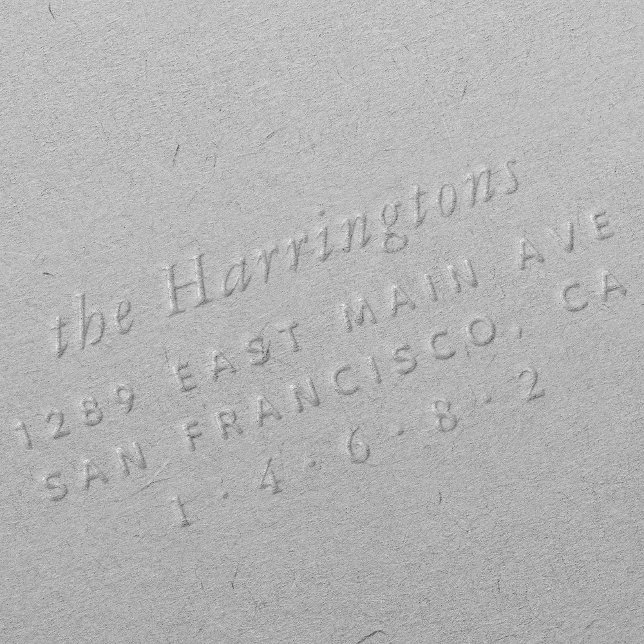 the Harringtons
1289 EAST MAIN AVE
SAN FRANCISCO, CA
1·4·6·8·2